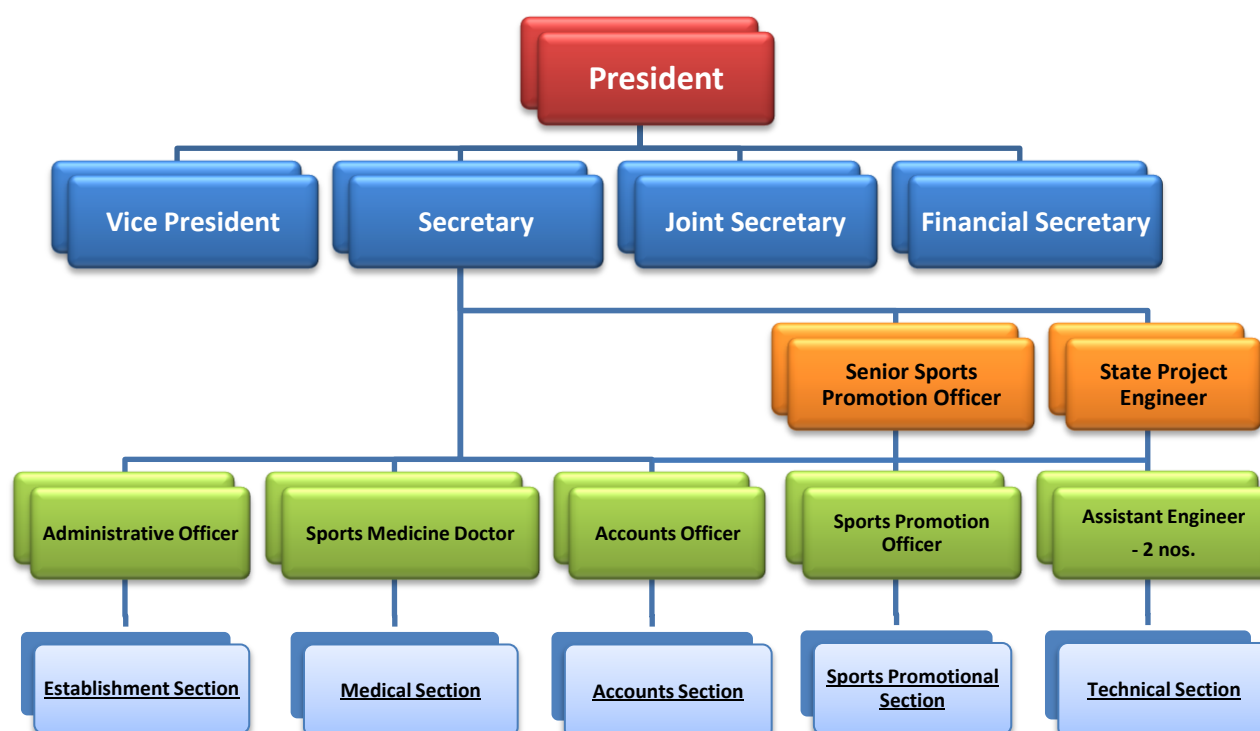 President
Vice President
Secretary
Joint Secretary
Financial Secretary
Senior Sports
Promotion Officer
State Project
Engineer
Administrative Officer
Sports Medicine Doctor
Accounts Officer
Sports Promotion
Officer
Assistant Engineer
- 2 nos.
Establishment Section
Medical Section
Accounts Section
Sports Promotional
Section
Technical Section